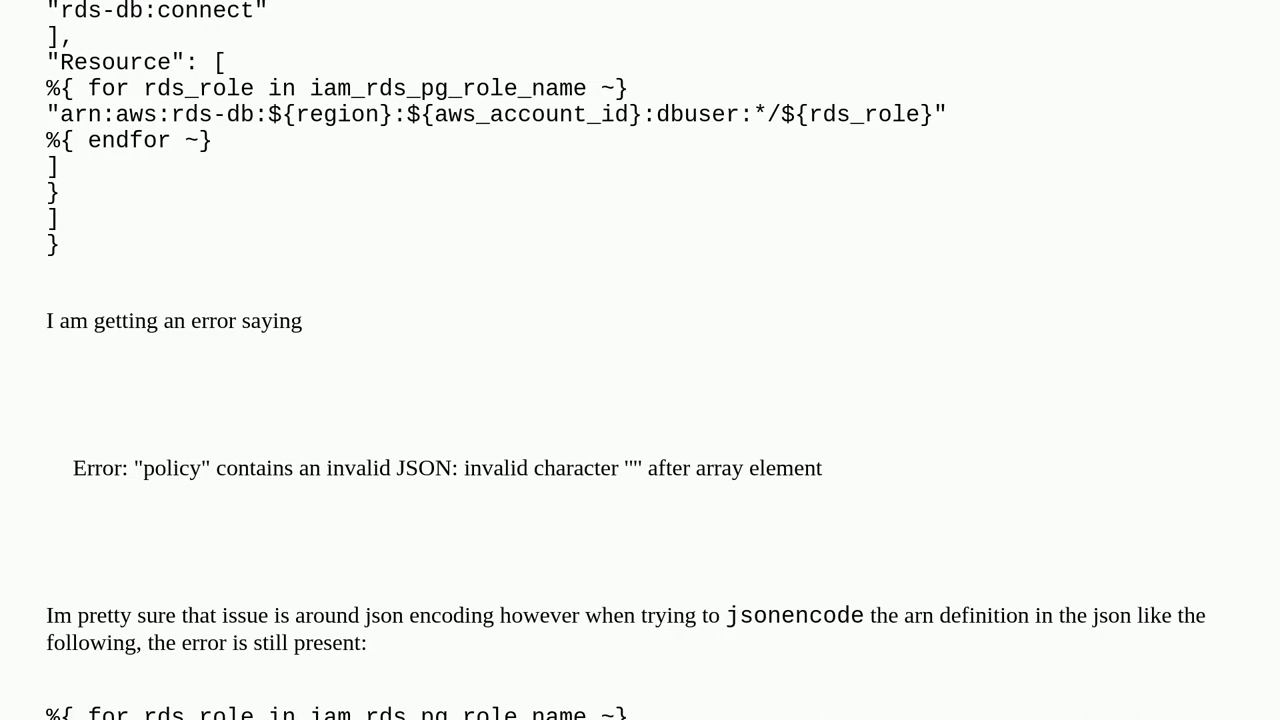 "rds-db:connect"
],
"Resource": [
%{ for rds_role in iam_rds_pg_role_name ~}
"arn:aws:rds-db:${region}:${aws_account_id}:dbuser:*/${rds_role}"
%{ endfor ~}
]
}
]
}
I am getting an error saying
Error: "policy" contains an invalid JSON: invalid character '"' after array element
Im pretty sure that issue is around json encoding however when trying to jsonencode the arn definition in the json like the
following, the error is still present:
%{ for rds_role in iam_rds_pg_role_name ~}